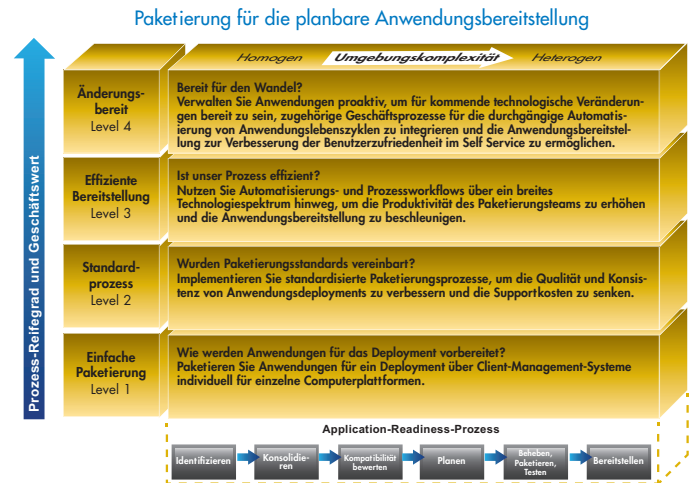 Paketierung für die planbare Anwendungsbereitstellung
Homogen Umgebungskomplexität Heterogen
Prozess-Reifegrad und Geschäftswert
Änderungs-
bereit
Level 4
Bereit für den Wandel?
Verwalten Sie Anwendungen proaktiv, um für kommende technologische Veränderun-
gen bereit zu sein, zugehörige Geschäftsprozesse für die durchgängige Automati-
sierung von Anwendungslebenszyklen zu integrieren und die Anwendungsbereitstel-
lung zur Verbesserung der Benutzerzufriedenheit im Self Service zu ermöglichen.
Effiziente
Bereitstellung
Level 3
Ist unser Prozess effizient?
Nutzen Sie Automatisierungs- und Prozessworkflows über ein breites
Technologiespektrum hinweg, um die Produktivität des Paketierungsteams zu erhöhen
und die Anwendungsbereitstellung zu beschleunigen.
Standard-
prozess
Level 2
Wurden Paketierungsstandards vereinbart?
Implementieren Sie standardisierte Paketierungsprozesse, um die Qualität und Konsis-
tenz von Anwendungsdeployments zu verbessern und die Supportkosten zu senken.
Einfache
Paketierung
Level 1
Wie werden Anwendungen für das Deployment vorbereitet?
Paketieren Sie Anwendungen für ein Deployment über Client-Management-Systeme
individuell für einzelne Computerplattformen.
Application-Readiness-Prozess
Identifizieren
Konsolidie-
ren
Kompatibilität
bewerten
Planen
Beheben,
Paketieren,
Testen
Bereitstellen